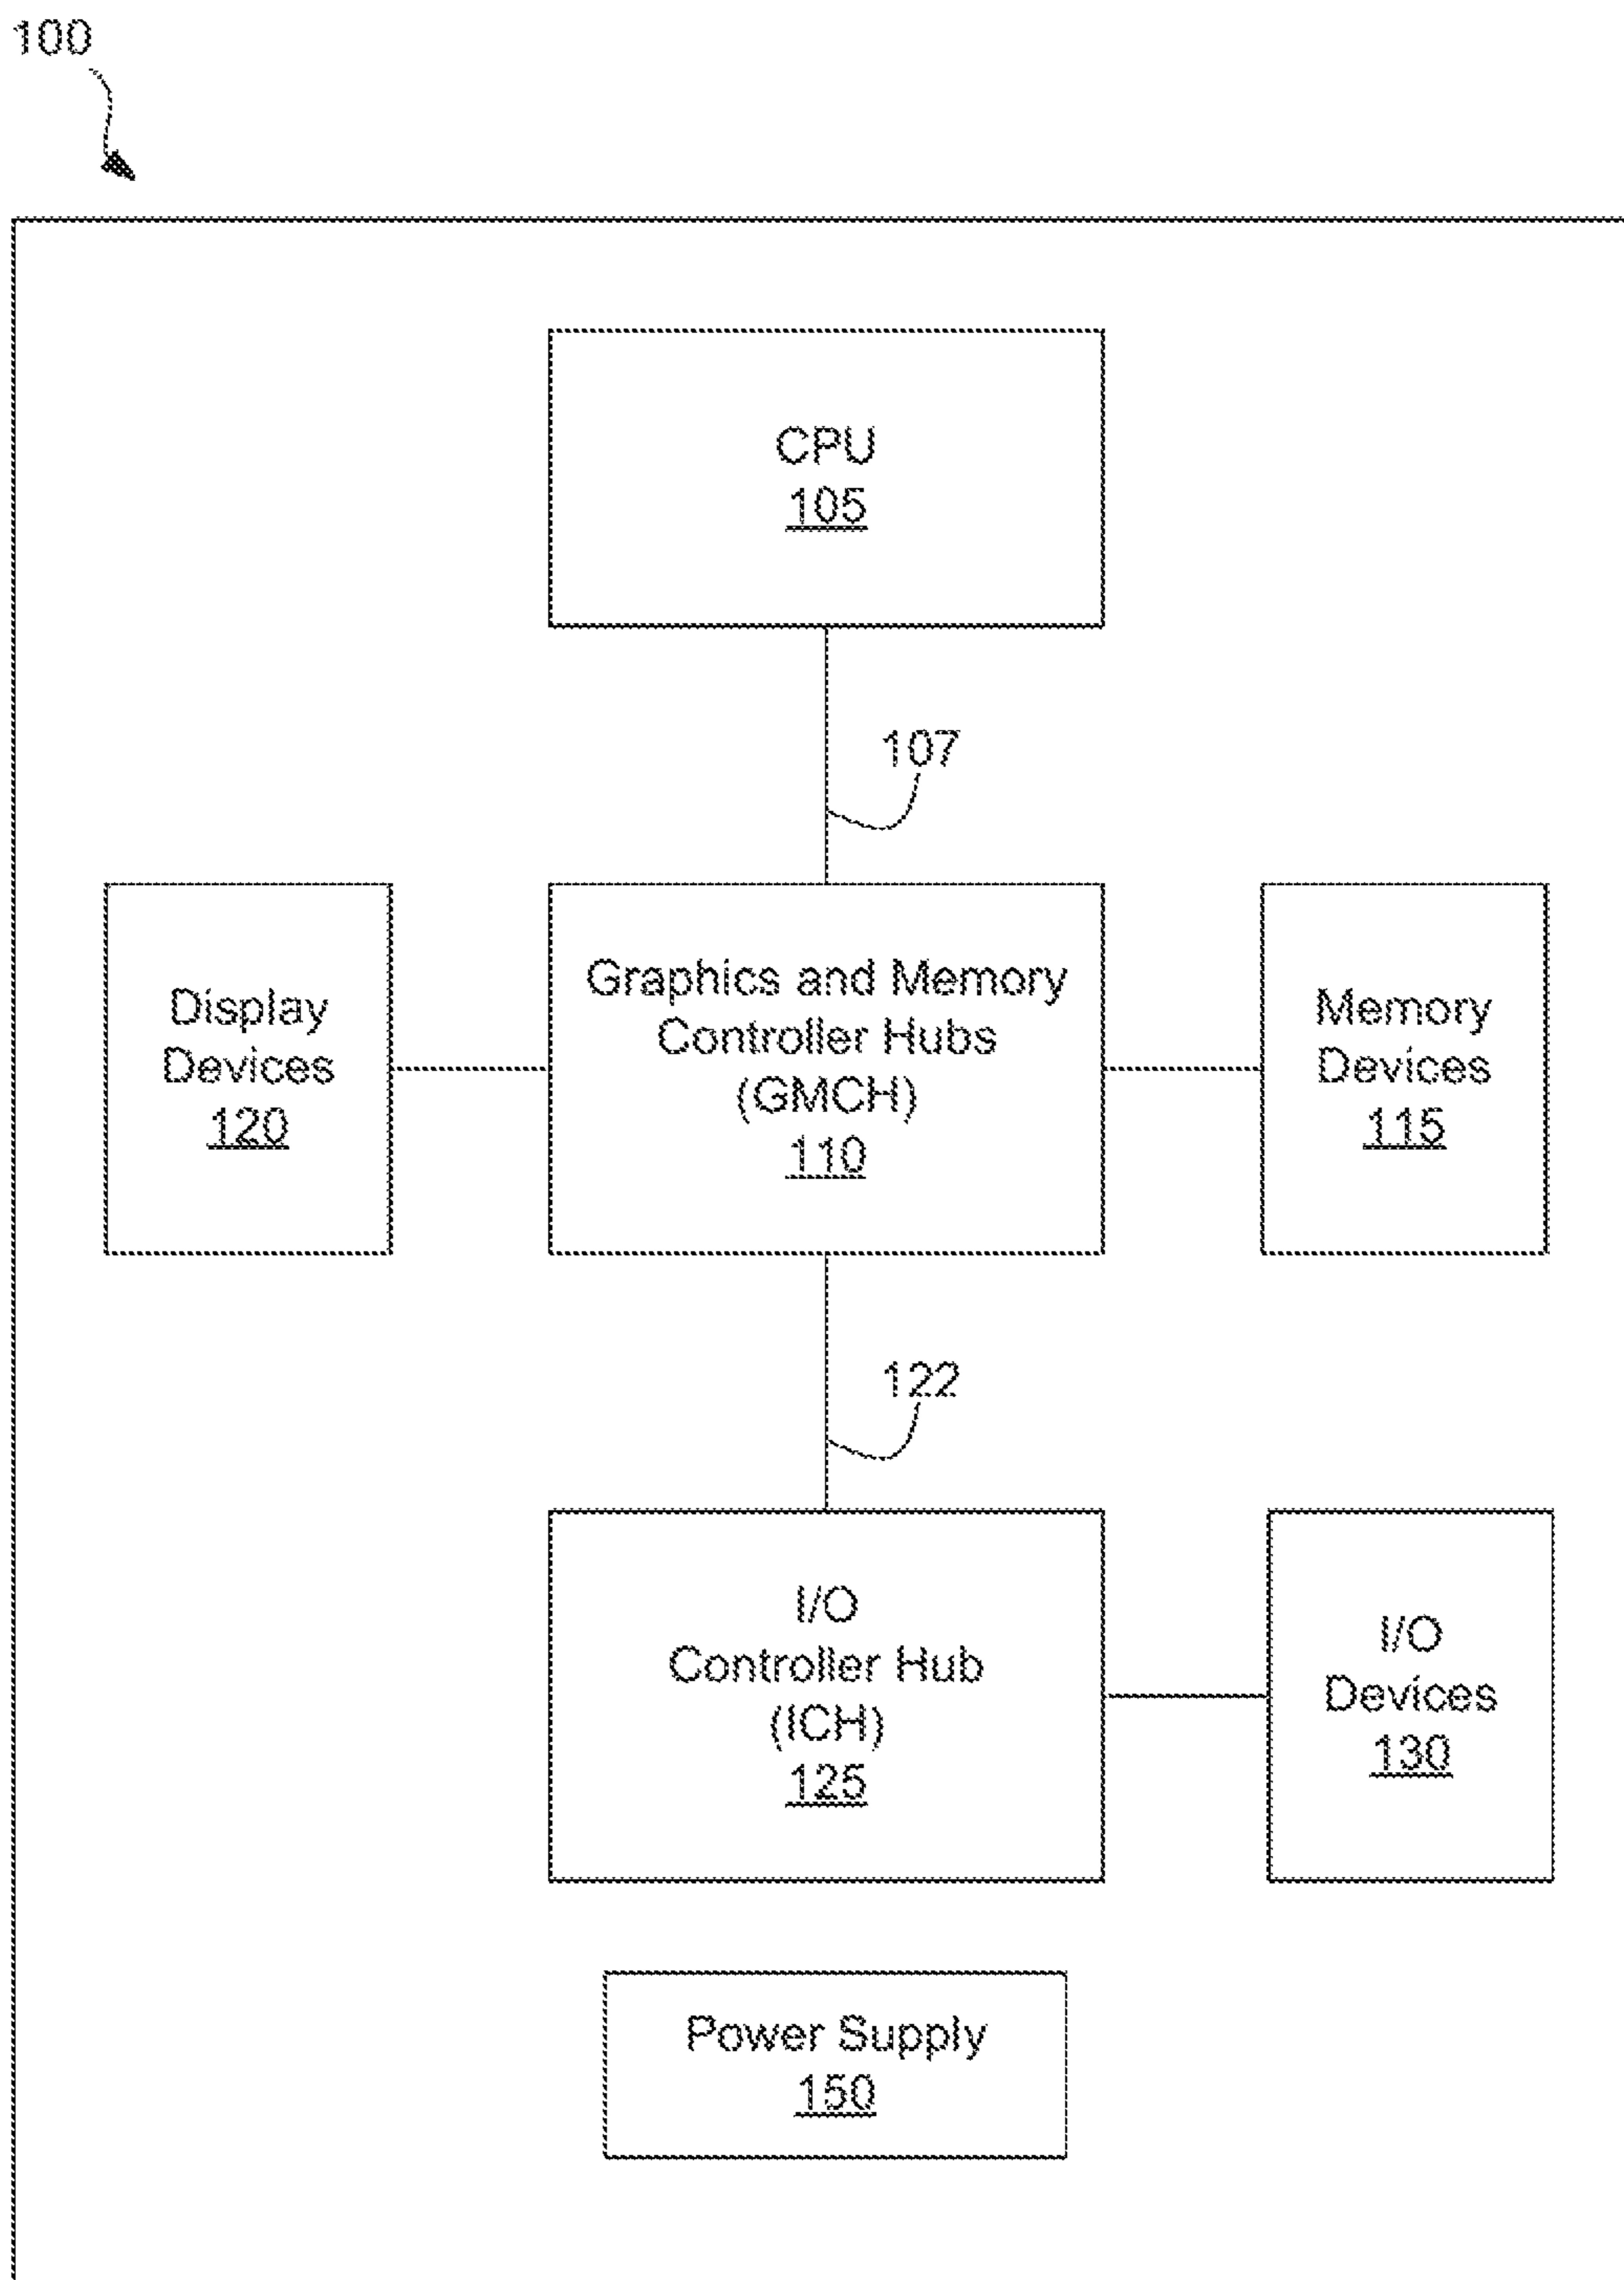 100
CPU
105
107
Display
Devices
120
Graphics and Memory
Controller Hubs
(GMCH)
110
Memory
Devices
115
122
I/O
Controller Hub
(ICH)
125
I/O
Devices
130
Power Supply
150